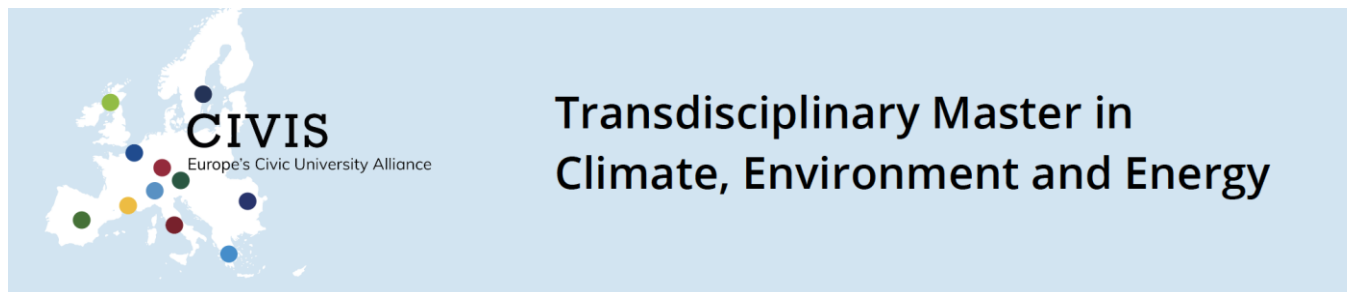 CIVIS
Europe's Civic University Alliance
Transdisciplinary Master in
Climate, Environment and Energy